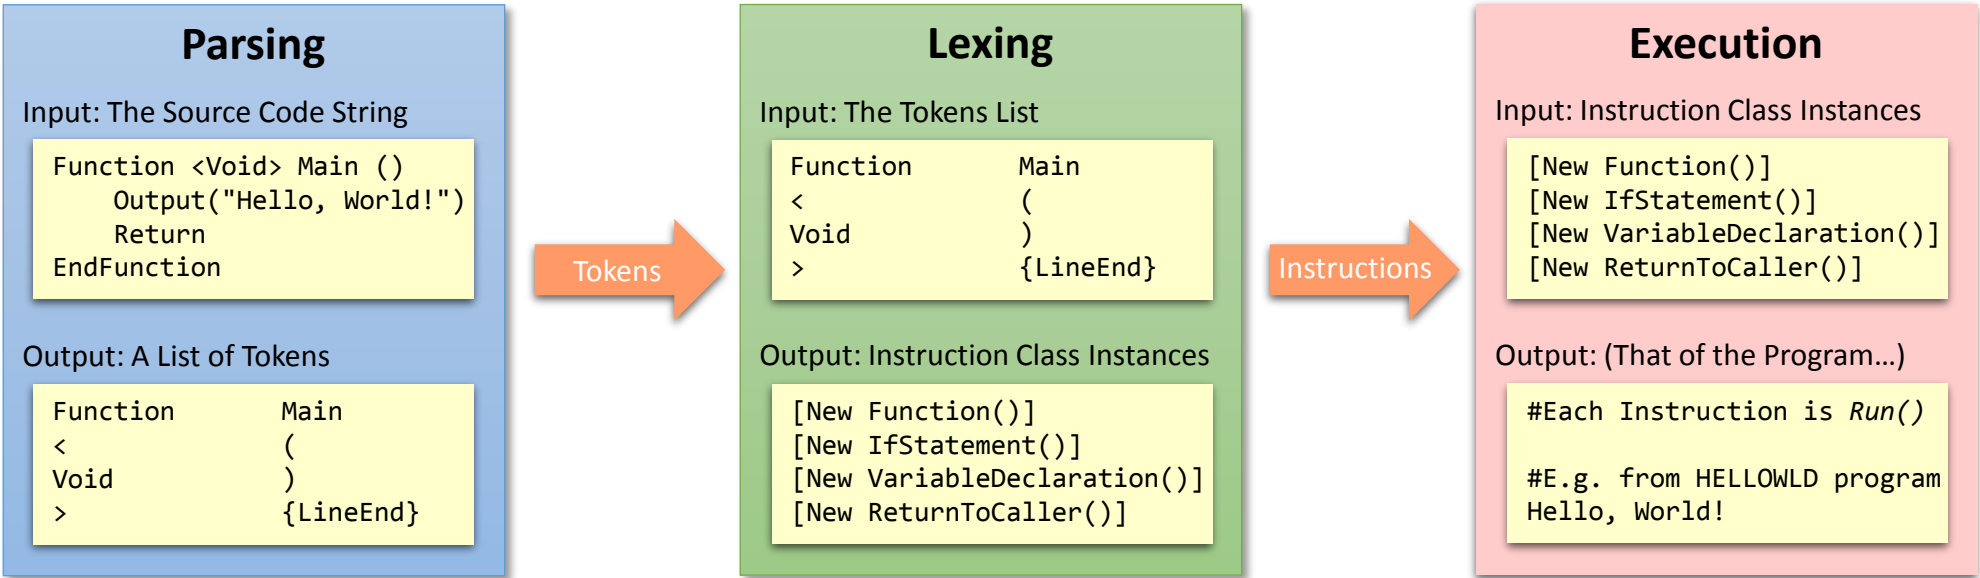 Parsing
Input: The Source Code String
Function <Void> Main ()
    Output("Hello, World!")
    Return
EndFunction
Output: A List of Tokens
Function Main
< (
Void )
> {LineEnd}
Tokens
Lexing
Input: The Tokens List
Function Main
< (
Void )
> {LineEnd}
Output: Instruction Class Instances
[New Function()]
[New IfStatement()]
[New VariableDeclaration()]
[New ReturnToCaller()]
Instructions
Execution
Input: Instruction Class Instances
[New Function()]
[New IfStatement()]
[New VariableDeclaration()]
[New ReturnToCaller()]
Output: (That of the Program…)
#Each Instruction is Run()
#E.g. from HELLOWLD program
Hello, World!